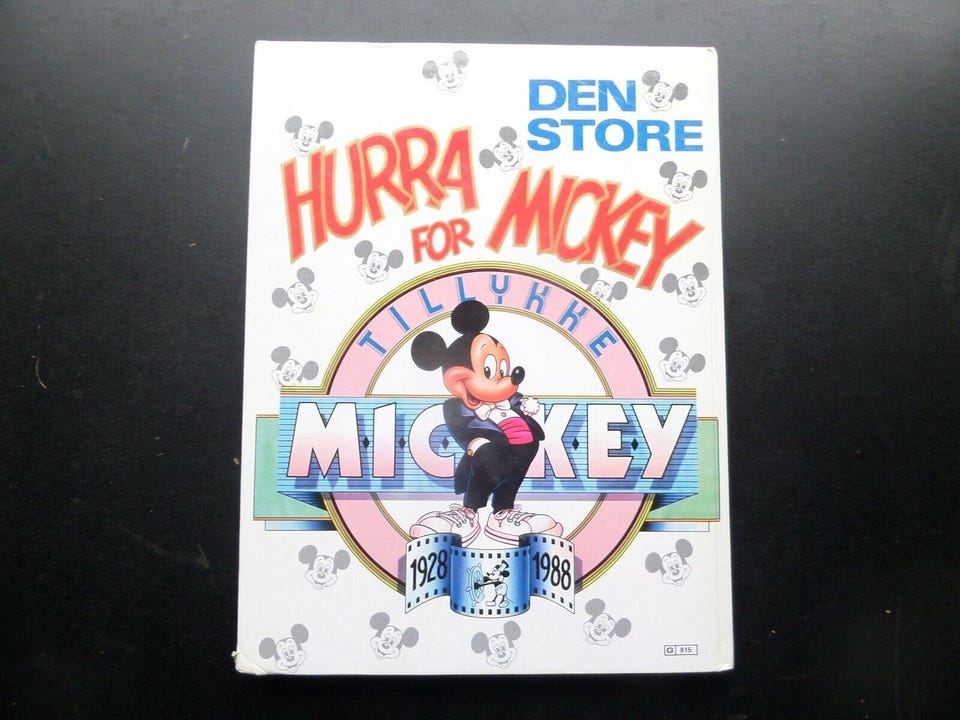 DEN
STORE
HURRA
FOR MICKEY
TILLYKKE
MICKEY
1928 1988
G 815